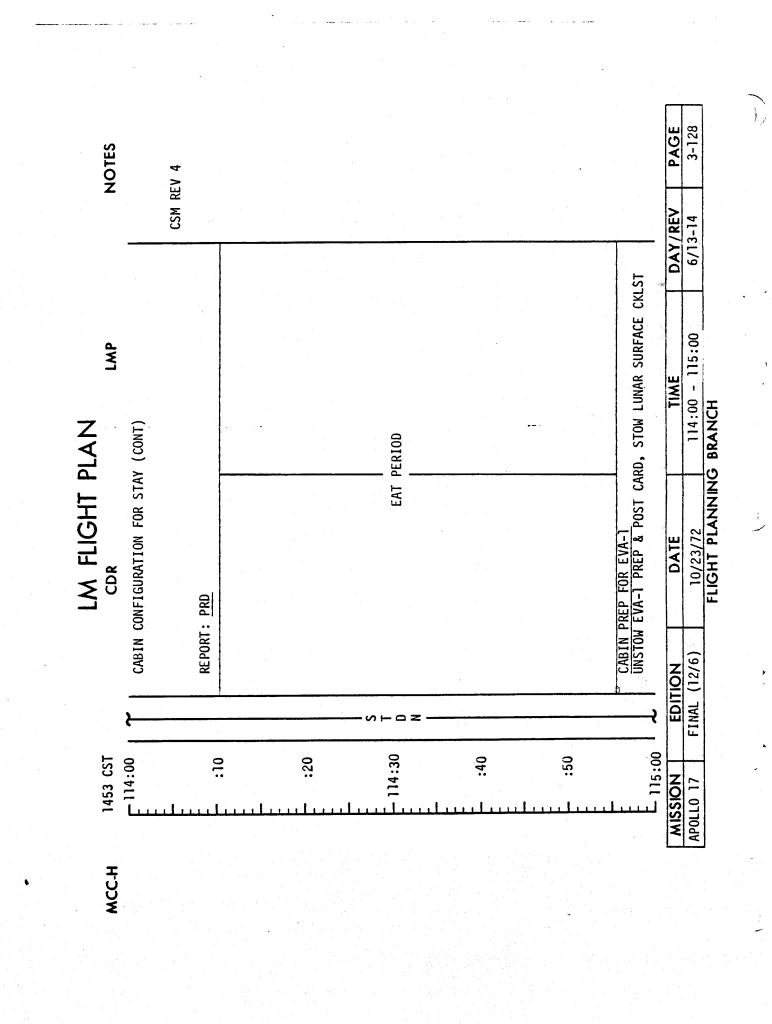 LM FLIGHT PLAN
MCC-H 1453 CST CDR LMP NOTES
114:00
CABIN CONFIGURATION FOR STAY (CONT)
CSM REV 4
REPORT: PRD
:10
:20
STDN
114:30
EAT PERIOD
:40
:50
CABIN PREP FOR EVA-1
UNSTOW EVA-1 PREP & POST CARD, STOW LUNAR SURFACE CKLST
115:00
MISSION EDITION DATE TIME DAY/REV PAGE
APOLLO 17 FINAL (12/6) 10/23/72 114:00 - 115:00 6/13-14 3-128
FLIGHT PLANNING BRANCH